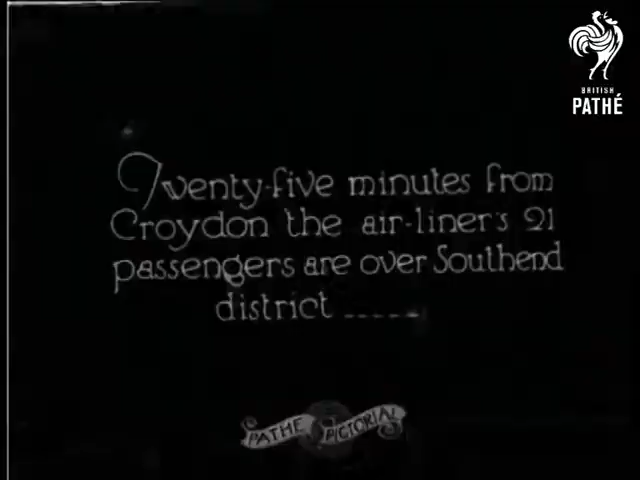 BRITISH
PATHÉ
Twenty-five minutes from
Croydon the air-liner's 21
passengers are over Southend
district -----
PATHE PICTORIAL